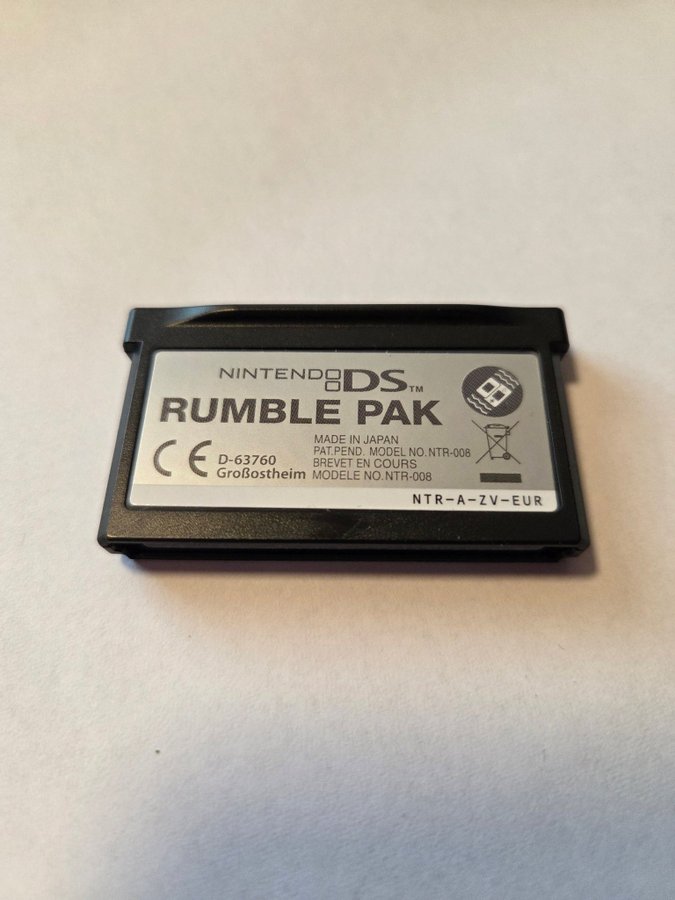 NINTENDO DS™
RUMBLE PAK
CE
D-63760
Großostheim
MADE IN JAPAN
PAT.PEND. MODEL NO. NTR-008
BREVET EN COURS
MODELE NO. NTR-008
NTR-A-ZV-EUR